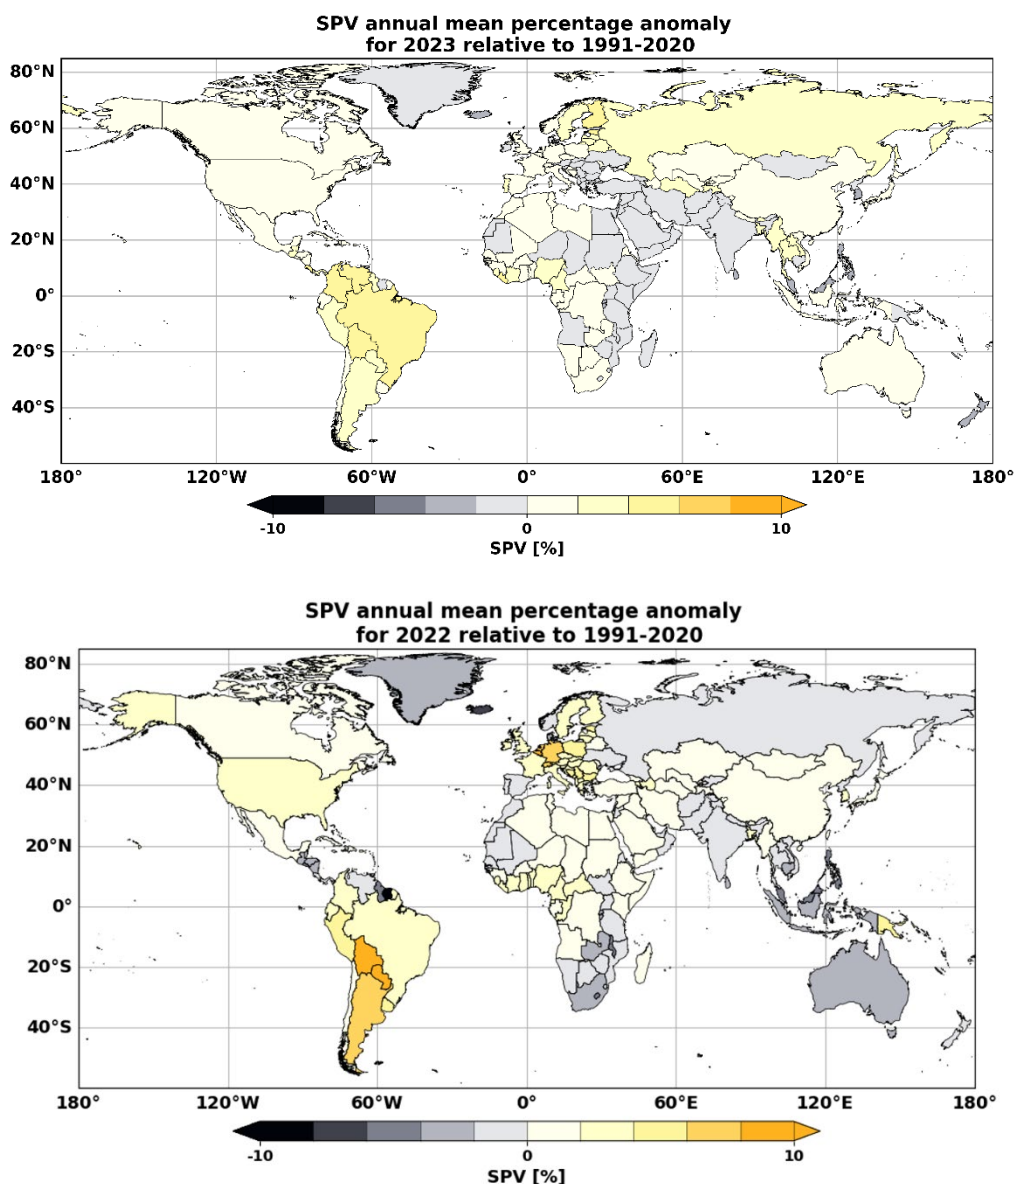 SPV annual mean percentage anomaly
for 2023 relative to 1991-2020
80°N
60°N
40°N
20°N
0°
20°S
40°S
180° 120°W 60°W 0° 60°E 120°E 180°
-10 0 10
SPV [%]
SPV annual mean percentage anomaly
for 2022 relative to 1991-2020
80°N
60°N
40°N
20°N
0°
20°S
40°S
180° 120°W 60°W 0° 60°E 120°E 180°
-10 0 10
SPV [%]